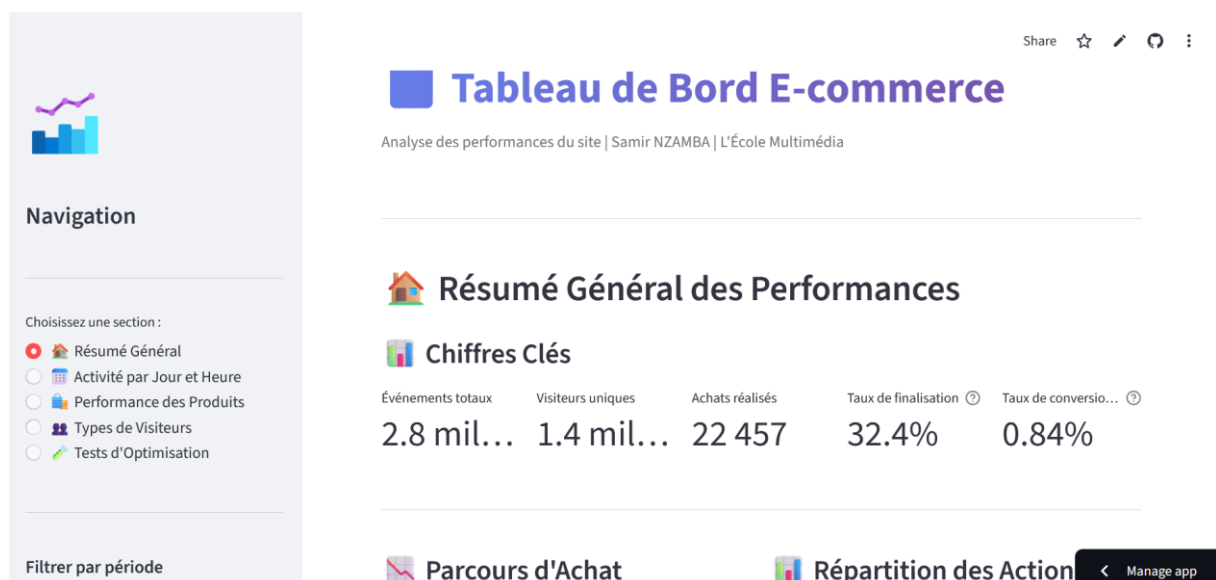 Share
Tableau de Bord E-commerce
Analyse des performances du site | Samir NZAMBA | L'École Multimédia
Navigation
Choisissez une section :
Résumé Général
Activité par Jour et Heure
Performance des Produits
Types de Visiteurs
Tests d'Optimisation
Filtrer par période
Résumé Général des Performances
Chiffres Clés
Événements totaux Visiteurs uniques Achats réalisés Taux de finalisation Taux de conversio...
2.8 mil... 1.4 mil... 22 457 32.4% 0.84%
Parcours d'Achat Répartition des Action
Manage app